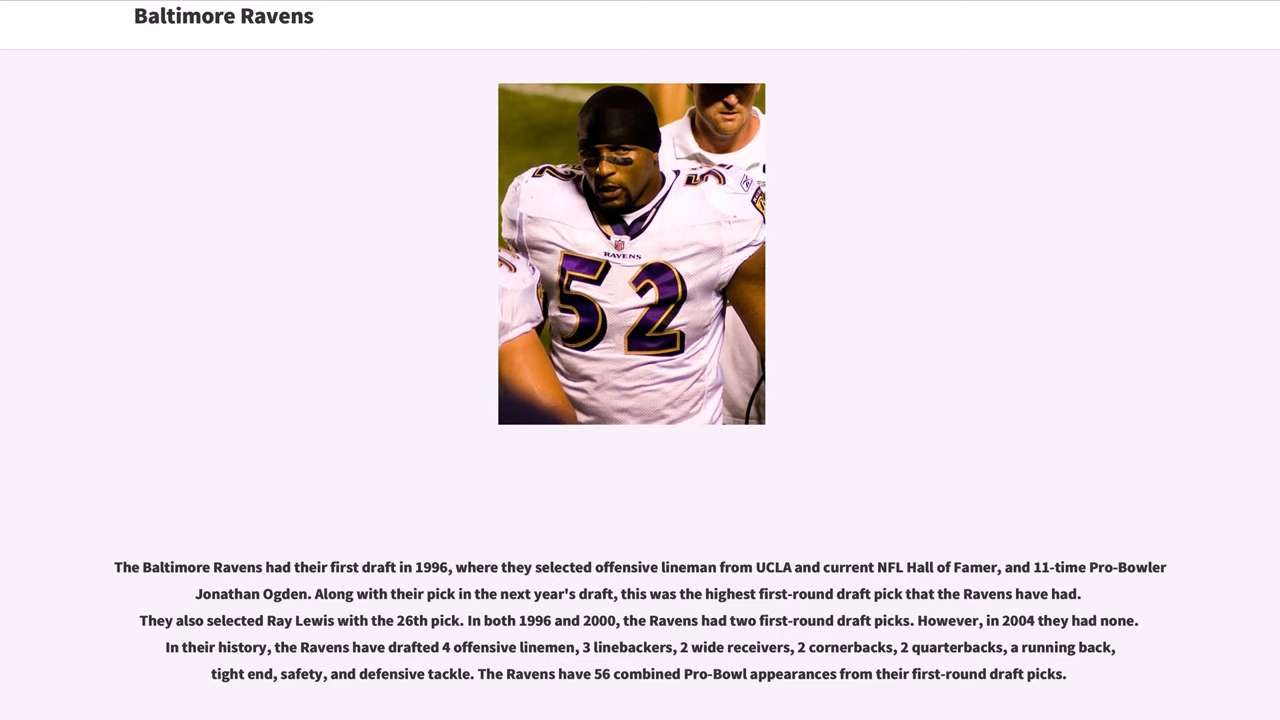 Baltimore Ravens
52
52
RAVENS
52
The Baltimore Ravens had their first draft in 1996, where they selected offensive lineman from UCLA and current NFL Hall of Famer, and 11-time Pro-Bowler
Jonathan Ogden. Along with their pick in the next year's draft, this was the highest first-round draft pick that the Ravens have had.
They also selected Ray Lewis with the 26th pick. In both 1996 and 2000, the Ravens had two first-round draft picks. However, in 2004 they had none.
In their history, the Ravens have drafted 4 offensive linemen, 3 linebackers, 2 wide receivers, 2 cornerbacks, 2 quarterbacks, a running back,
tight end, safety, and defensive tackle. The Ravens have 56 combined Pro-Bowl appearances from their first-round draft picks.